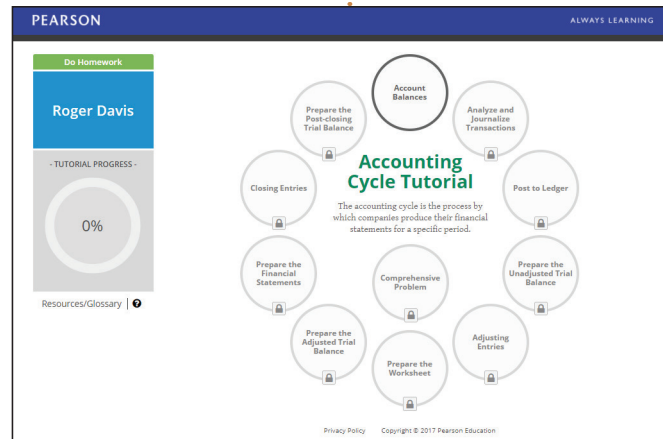 PEARSON
ALWAYS LEARNING
Do Homework
Roger Davis
- TUTORIAL PROGRESS -
0%
Resources/Glossary
Account
Balances
Analyze and
Journalize
Transactions
Post to Ledger
Prepare the
Unadjusted Trial
Balance
Adjusting
Entries
Prepare the
Worksheet
Prepare the
Adjusted Trial
Balance
Prepare the
Financial
Statements
Closing Entries
Prepare the
Post-closing
Trial Balance
Accounting
Cycle Tutorial
The accounting cycle is the process by
which companies produce their financial
statements for a specific period.
Comprehensive
Problem
Privacy Policy
Copyright © 2017 Pearson Education